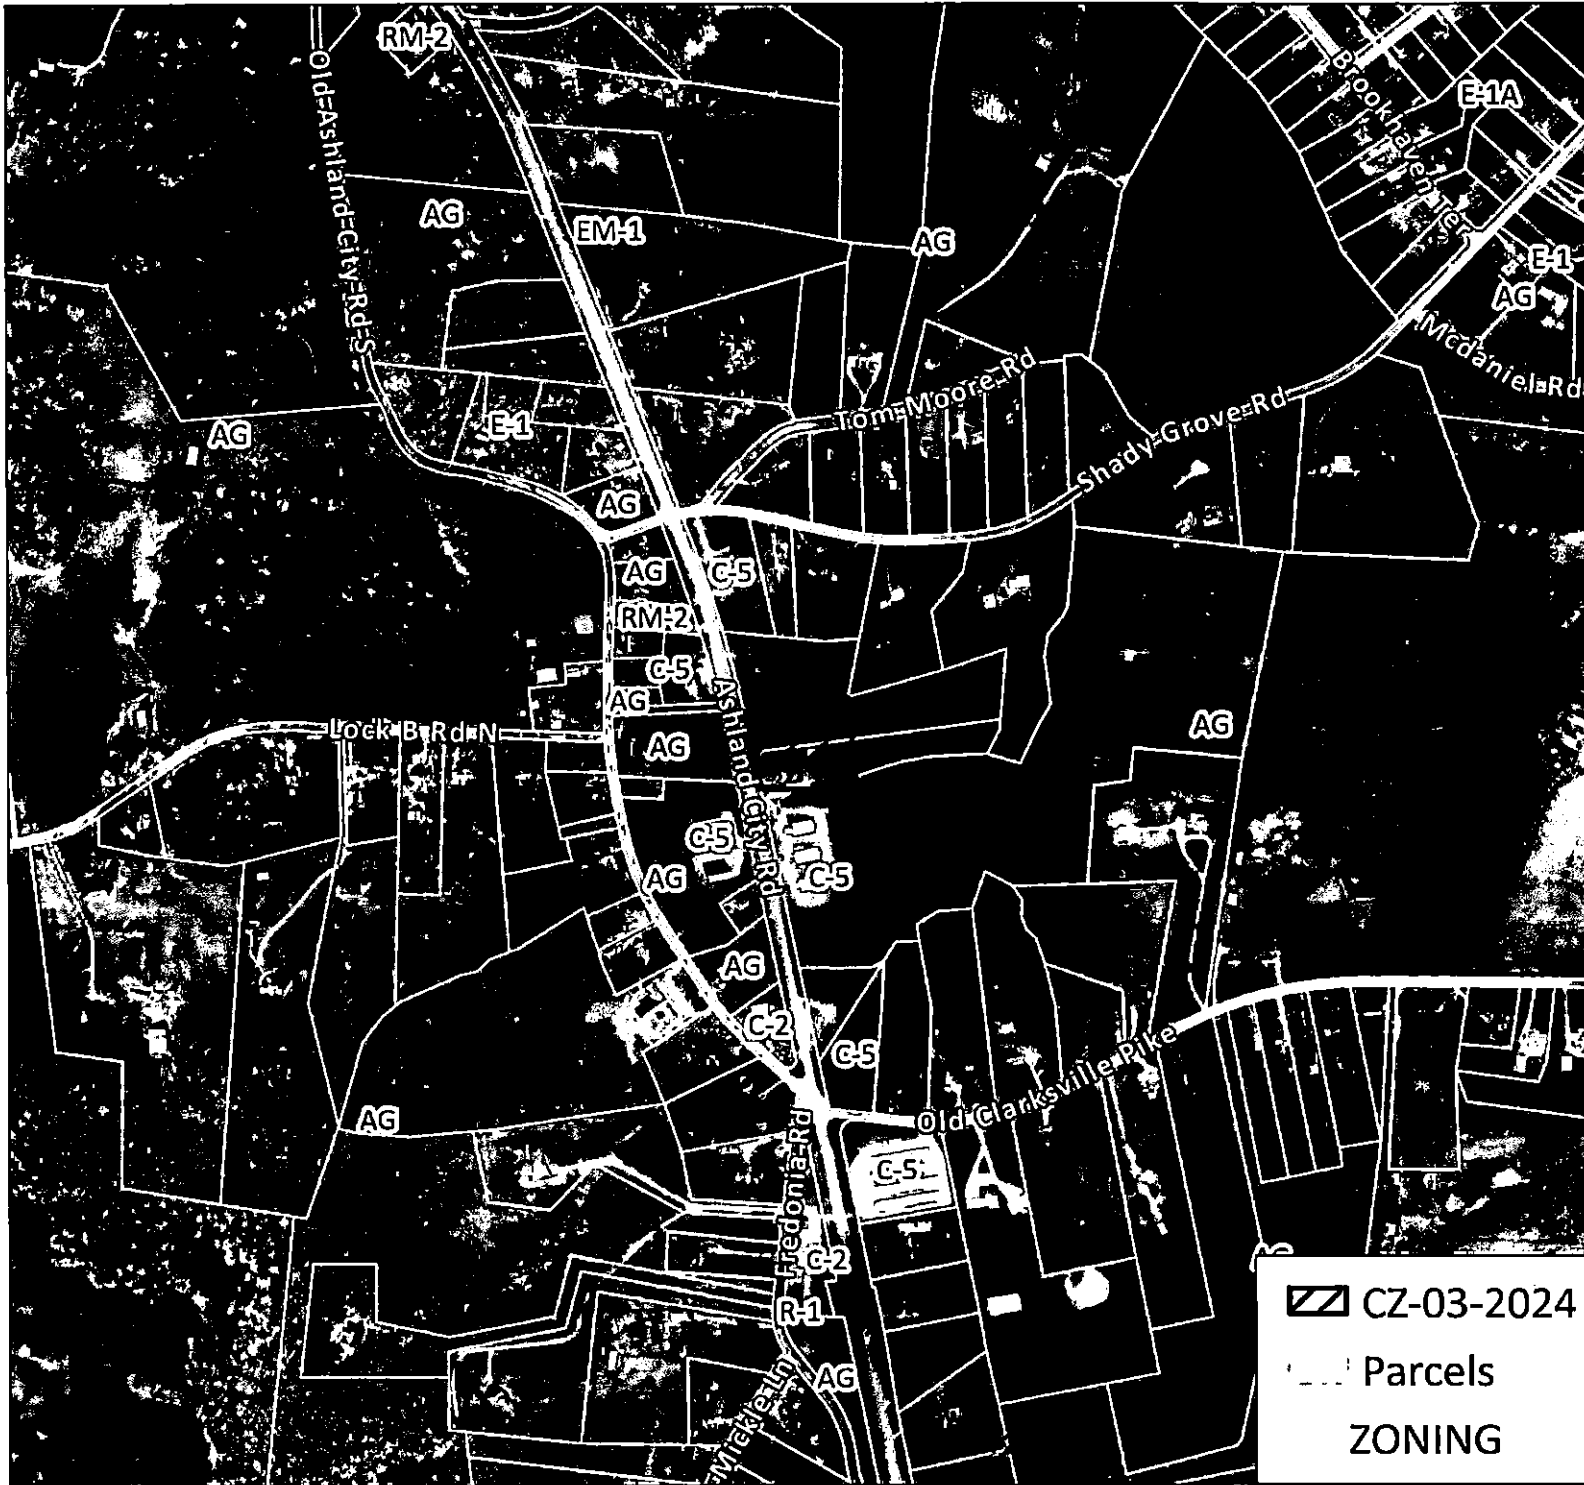 RM-2
Old Ashland City Rd S
Brookhaven Ter
E-1A
AG
EM-1
AG
E-1
AG
Mcdaniel Rd
Tom Moore Rd
Shady Grove Rd
E-1
AG
AG
AG
C-5
RM-2
C-5
AG
Ashland City Rd
Lock B Rd N
AG
AG
C-5
C-5
AG
AG
C-2
C-5
Old Clarksville Pike
AG
Fredonia Rd
C-5
C-2
AG
R-1
AG
Mickle Ln
CZ-03-2024
Parcels
ZONING